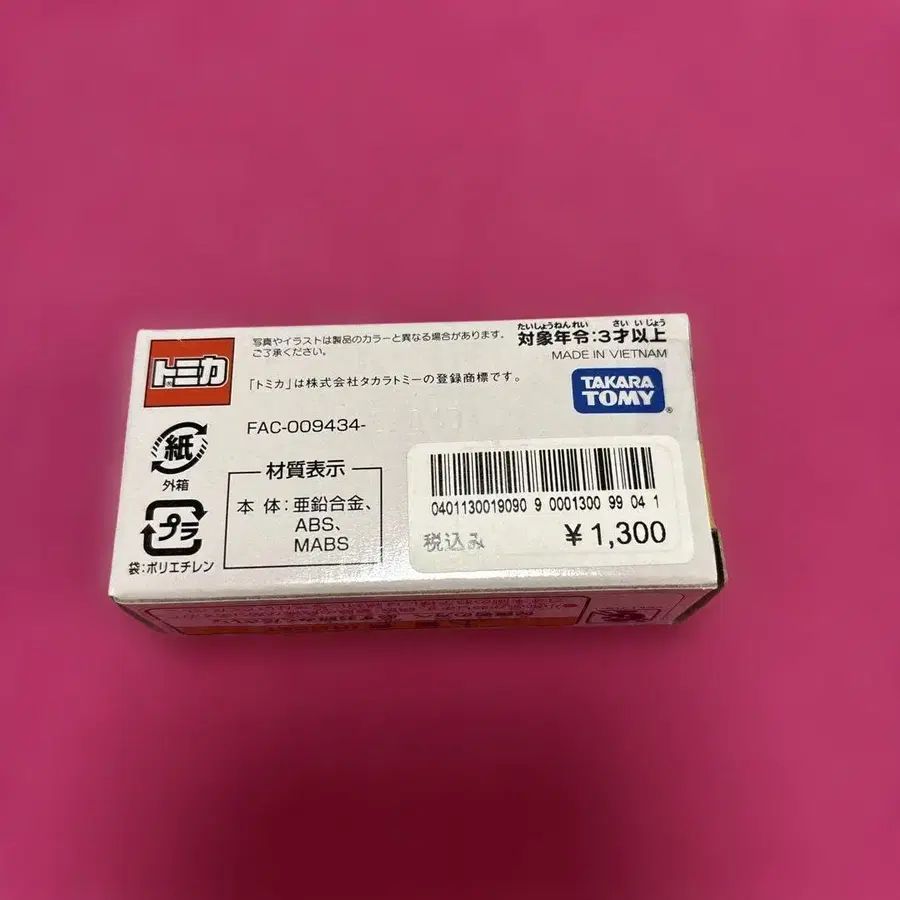 トミカ
写真やイラストは製品のカラーと異なる場合があります。
ご了承ください。
「トミカ」は株式会社タカラトミーの登録商標です。
たいしょうねんれい さい いじょう
対象年令:3才以上
MADE IN VIETNAM
TAKARA
TOMY®
FAC-009434-
紙
外箱
プラ
袋:ポリエチレン
材質表示
本 体:亜鉛合金、
ABS、
MABS
0401130019090 9 0001300 99 04 1
税込み
¥1,300